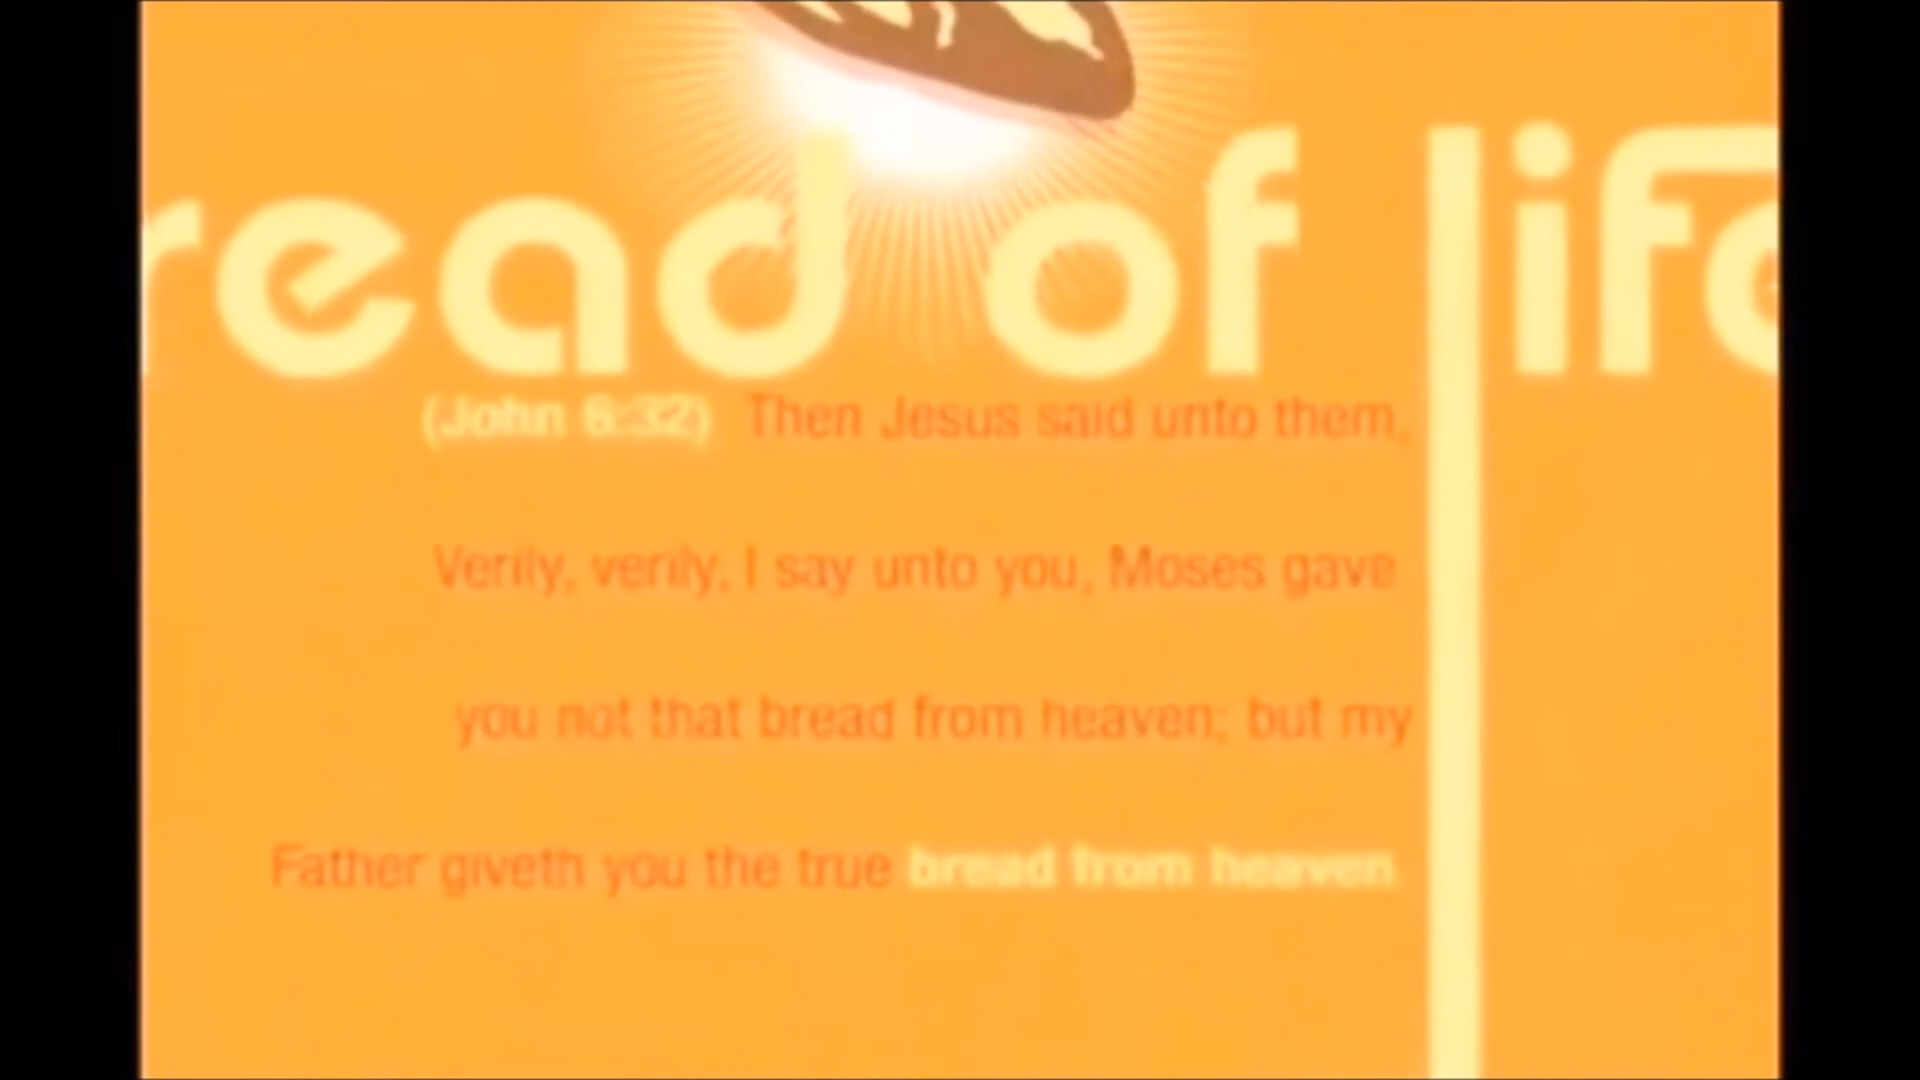 read of life
(John 6:32) Then Jesus said unto them,
Verily, verily, I say unto you, Moses gave
you not that bread from heaven; but my
Father giveth you the true bread from heaven.